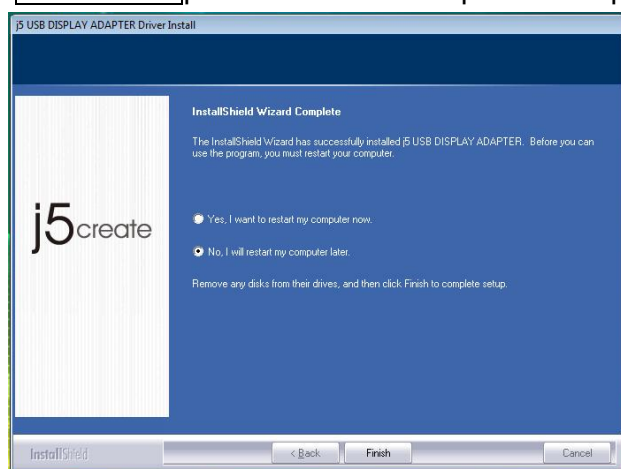 j5 USB DISPLAY ADAPTER Driver Install
InstallShield Wizard Complete
The InstallShield Wizard has successfully installed j5 USB DISPLAY ADAPTER. Before you can
use the program, you must restart your computer.
j5create
Yes, I want to restart my computer now.
No, I will restart my computer later.
Remove any disks from their drives, and then click Finish to complete setup.
InstallShield
< Back
Finish
Cancel